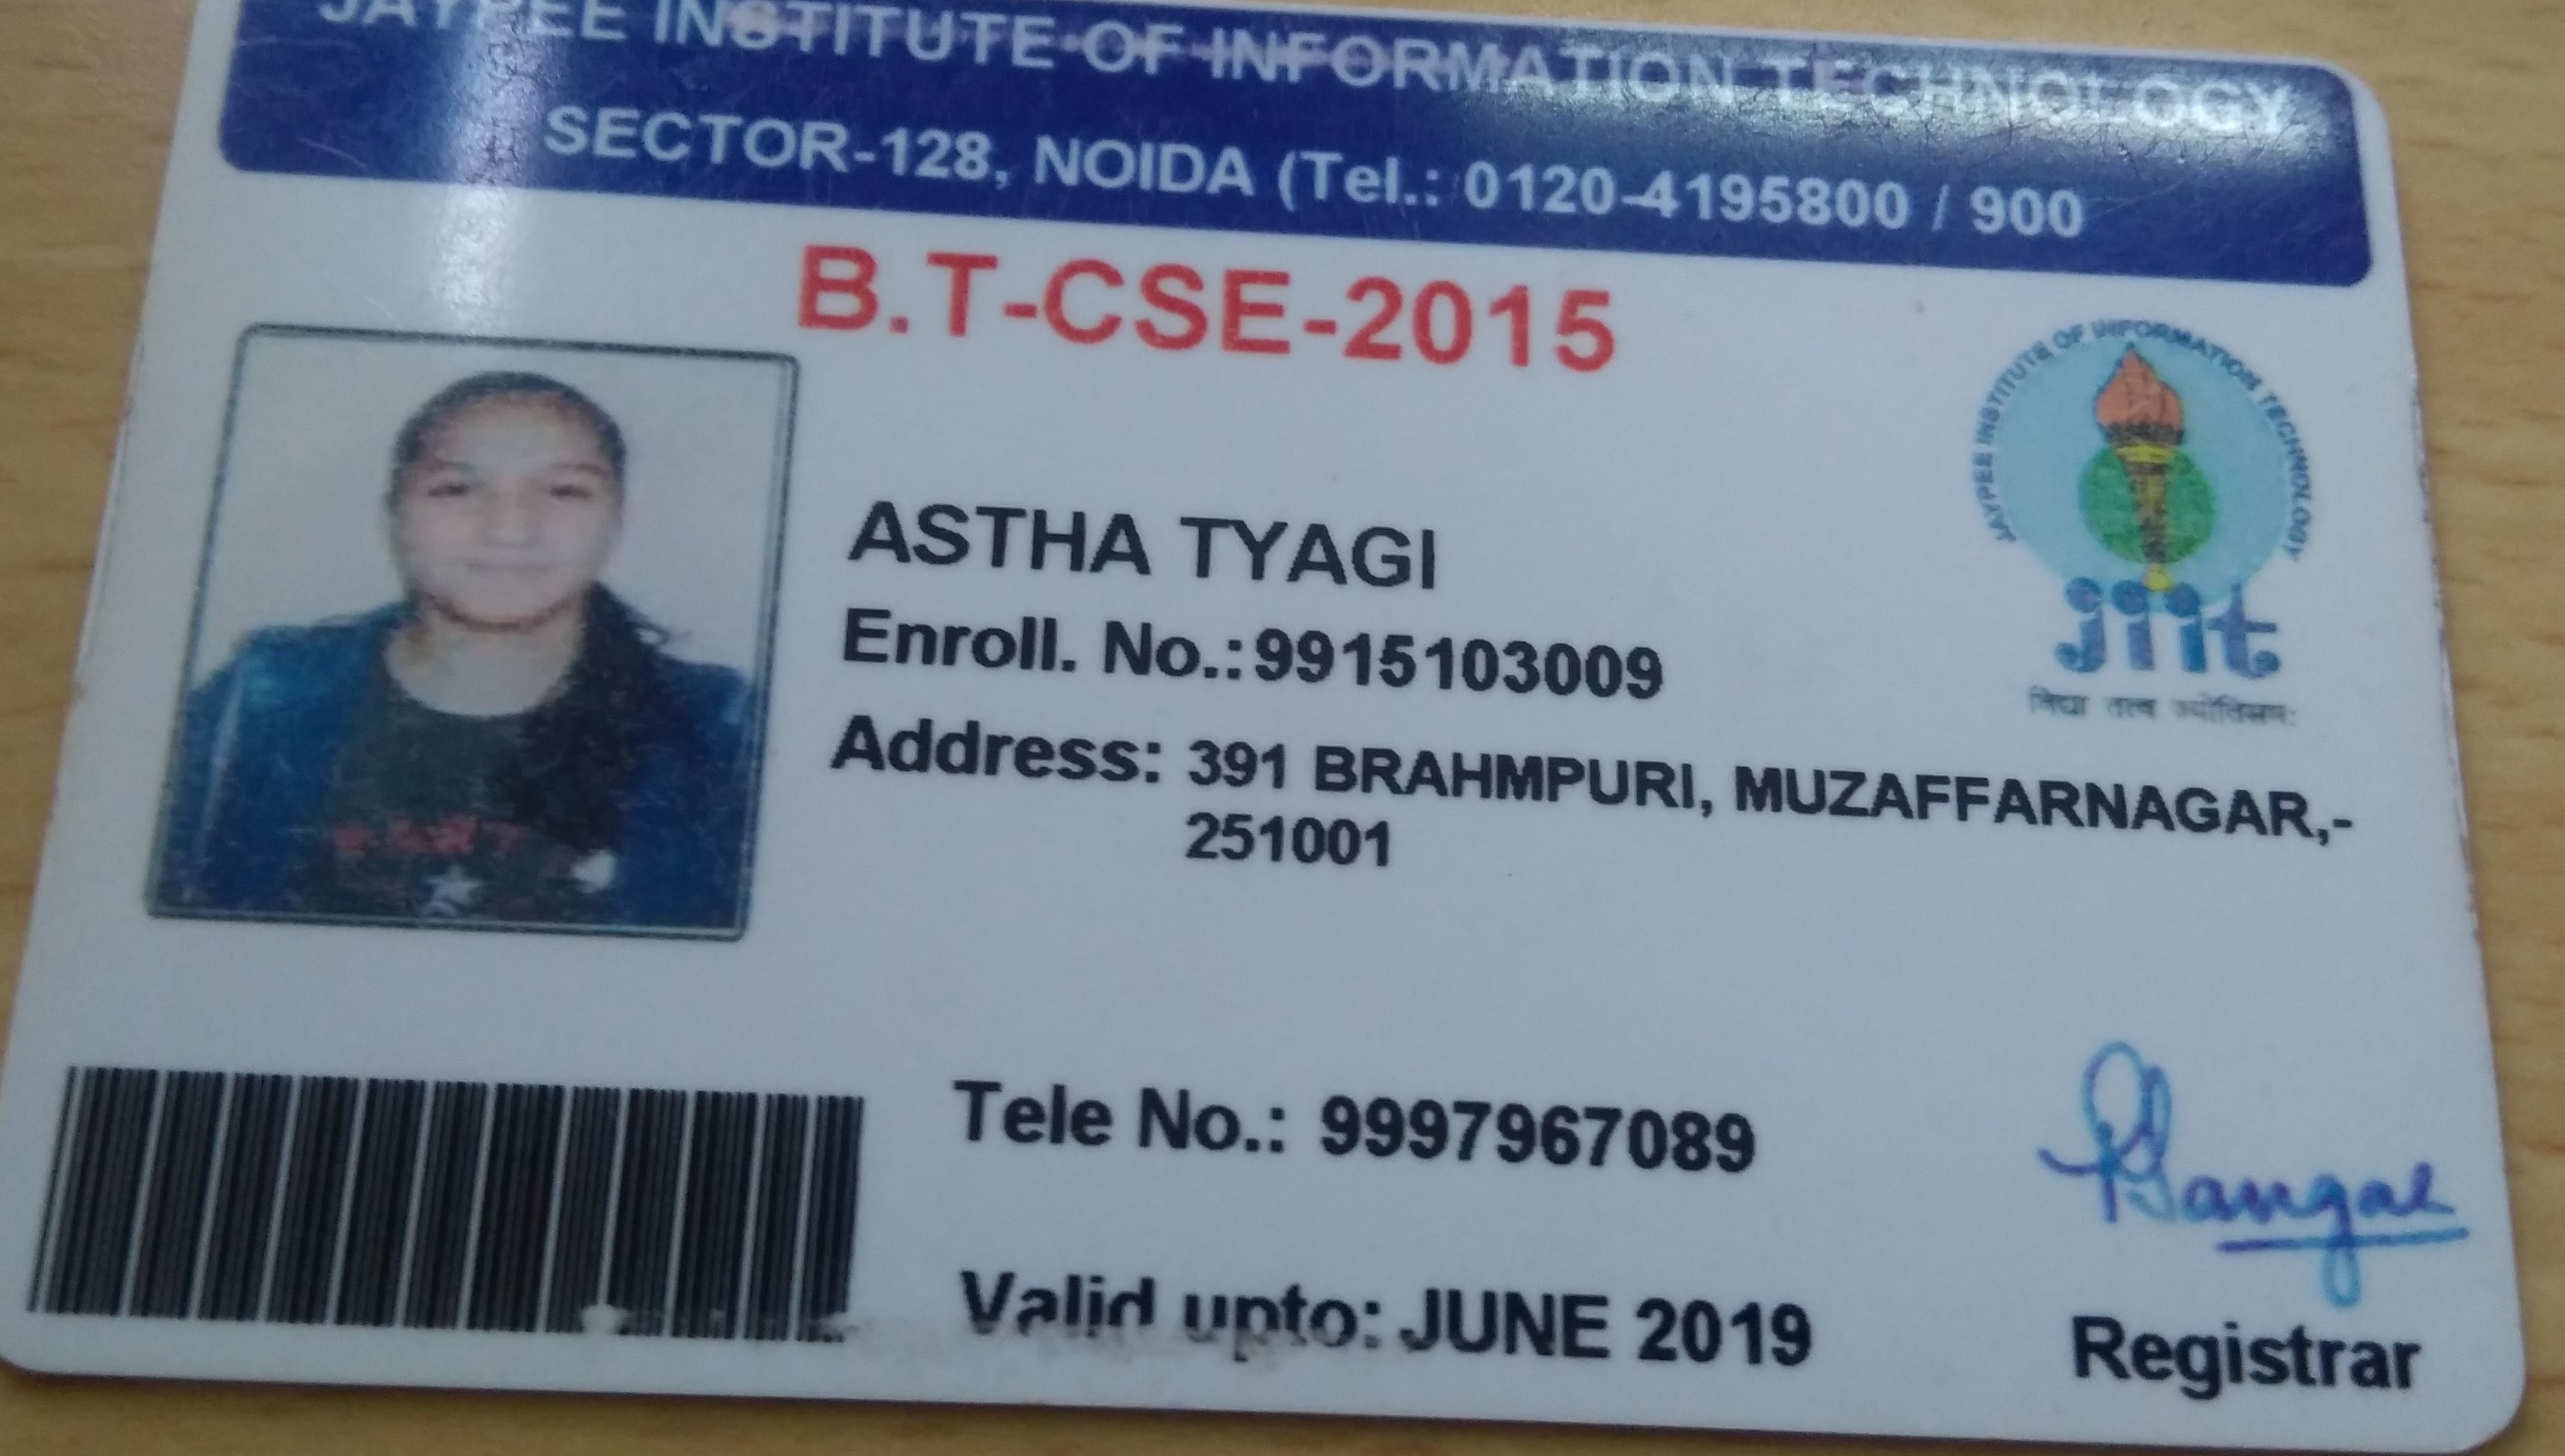 JAYPEE INSTITUTE OF INFORMATION TECHNOLOGY,
SECTOR-128, NOIDA (Tel.: 0120-4195800 / 900
B.T-CSE-2015
JAYPEE INSTITUTE OF INFORMATION TECHNOLOGY
jiit
विद्या तत्व ज्योतिसमः
ASTHA TYAGI
Enroll. No.:9915103009
Address: 391 BRAHMPURI, MUZAFFARNAGAR,-
251001
Tele No.: 9997967089
Valid upto: JUNE 2019
Registrar